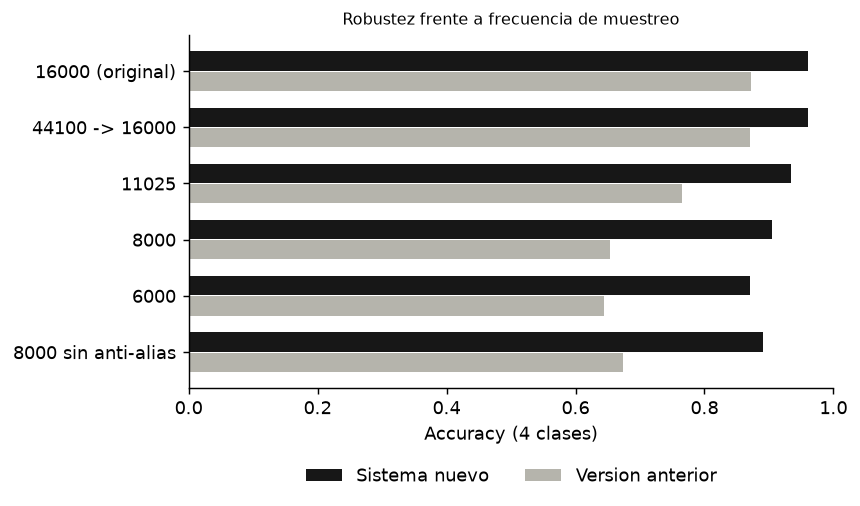 Robustez frente a frecuencia de muestreo
16000 (original)
44100 -> 16000
11025
8000
6000
8000 sin anti-alias
0.0 0.2 0.4 0.6 0.8 1.0
Accuracy (4 clases)
Sistema nuevo Version anterior